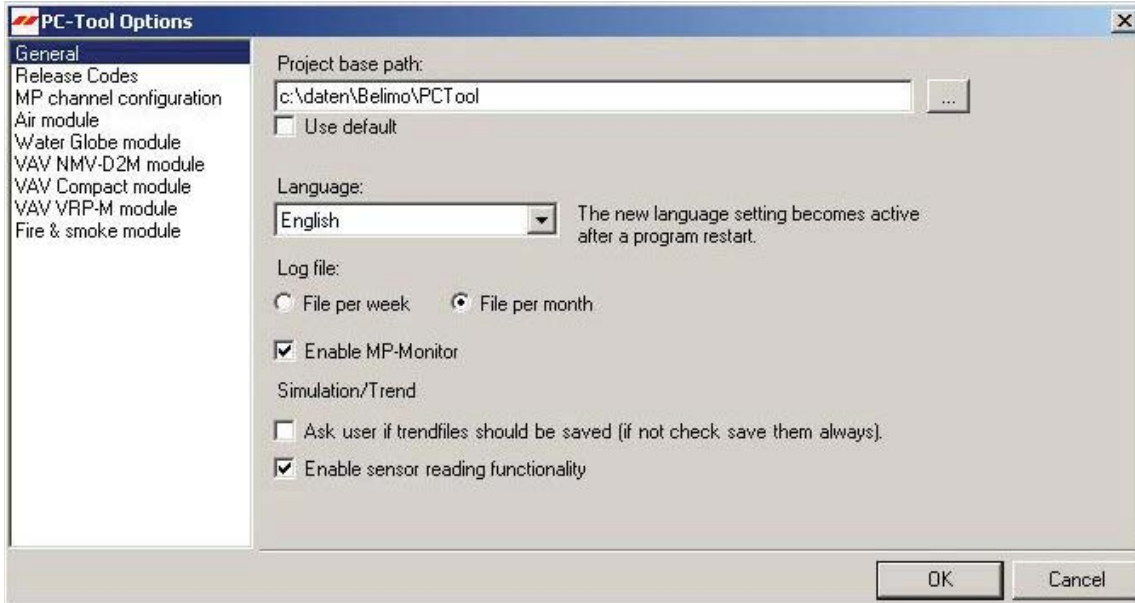 PC-Tool Options
General
Release Codes
MP channel configuration
Air module
Water Globe module
VAV NMV-D2M module
VAV Compact module
VAV VRP-M module
Fire & smoke module
Project base path:
c:\daten\Belimo\PCTool
...
Use default
Language:
English
The new language setting becomes active
after a program restart.
Log file:
File per week
File per month
Enable MP-Monitor
Simulation/Trend
Ask user if trendfiles should be saved (if not check save them always).
Enable sensor reading functionality
OK
Cancel